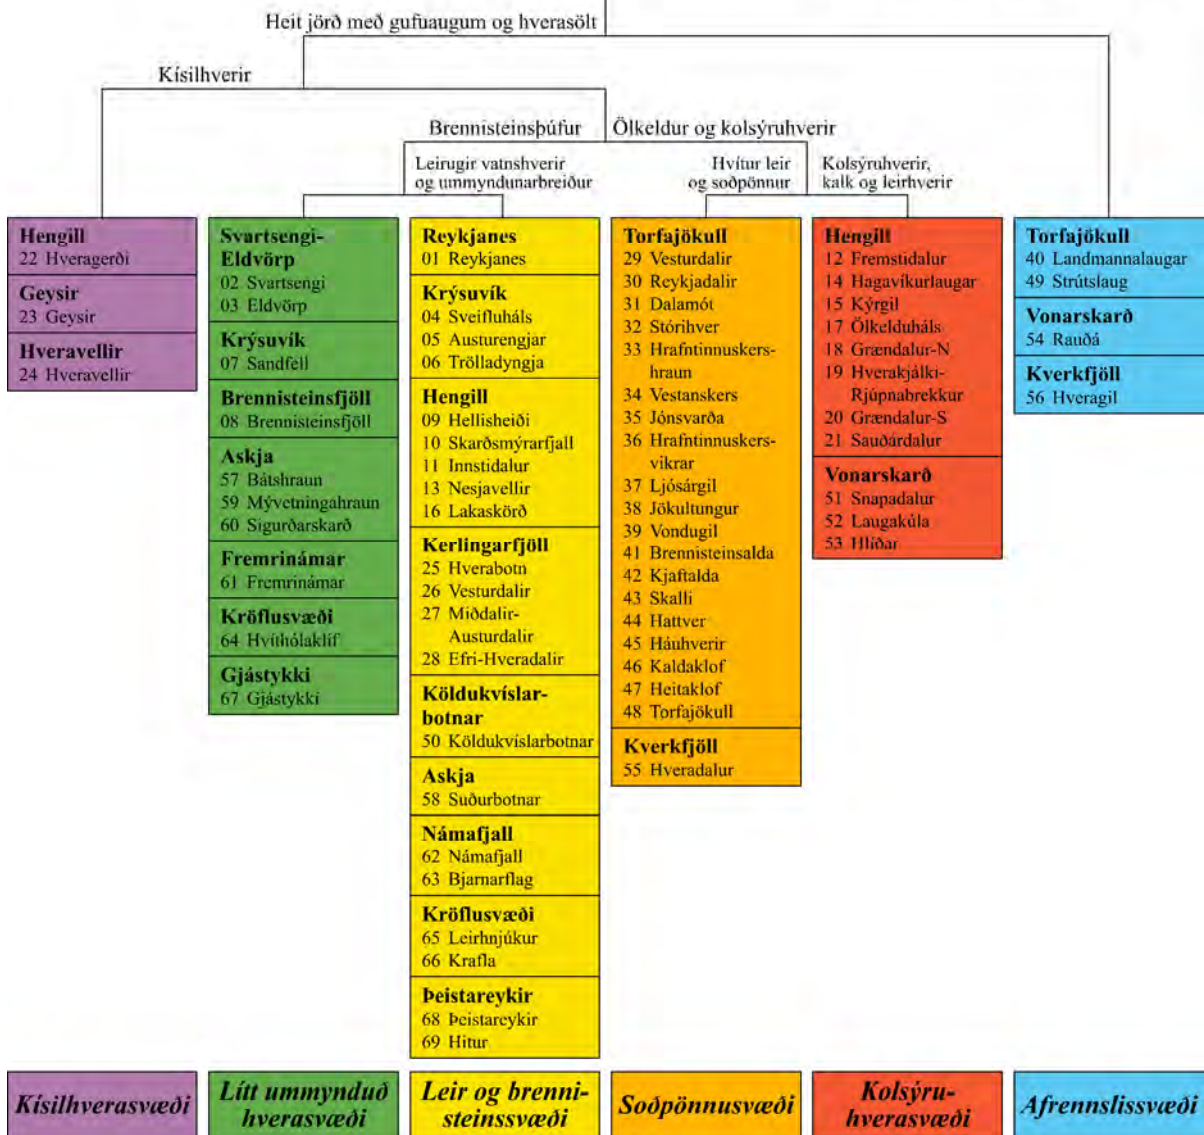 Heit jörð með gufuaugum og hverasölt
Kísilhverir
Brennisteinsþúfur
Ölkeldur og kolsýruhverir
Leirugir vatnshverir
og ummyndunarbreiður
Hvítur leir
og soðpönnur
Kolsýruhverir,
kalk og leirhverir
Hengill
22 Hveragerði
Geysir
23 Geysir
Hveravellir
24 Hveravellir
Svartsengi-
Eldvörp
02 Svartsengi
03 Eldvörp
Krýsuvík
07 Sandfell
Brennisteinsfjöll
08 Brennisteinsfjöll
Askja
57 Bátshraun
59 Mývetningahraun
60 Sigurðarskarð
Fremrinámar
61 Fremrinámar
Kröflusvæði
64 Hvíthólaklif
Gjástykki
67 Gjástykki
Reykjanes
01 Reykjanes
Krýsuvík
04 Sveifluháls
05 Austurengjar
06 Trölladyngja
Hengill
09 Hellisheiði
10 Skarðsmýrarfjall
11 Innstidalur
13 Nesjavellir
16 Lakaskörð
Kerlingarfjöll
25 Hverabotn
26 Vesturdalir
27 Miðdalir-
Austurdalir
28 Efri-Hveradalir
Köldukvíslar-
botnar
50 Köldukvíslarbotnar
Askja
58 Suðurbotnar
Námafjall
62 Námafjall
63 Bjarnarflag
Kröflusvæði
65 Leirhnjúkur
66 Krafla
Þeistareykir
68 Þeistareykir
69 Hitur
Torfajökull
29 Vesturdalir
30 Reykjadalir
31 Dalamót
32 Stórihver
33 Hrafntinnuskers-
hraun
34 Vestanskers
35 Jónsvarða
36 Hrafntinnuskers-
vikrar
37 Ljósárgil
38 Jökultungur
39 Vondugil
41 Brennisteinsalda
42 Kjaftalda
43 Skalli
44 Hattver
45 Háuhverir
46 Kaldaklof
47 Heitaklof
48 Torfajökull
Kverkfjöll
55 Hveradalur
Hengill
12 Fremstidalur
14 Hagavíkurlaugar
15 Kýrgil
17 Ölkelduháls
18 Grændalur-N
19 Hverakjálki-
Rjúpnabrekkur
20 Grændalur-S
21 Sauðárdalur
Vonarskarð
51 Snapadalur
52 Laugakúla
53 Hlíðar
Torfajökull
40 Landmannalaugar
49 Strútslaug
Vonarskarð
54 Rauðá
Kverkfjöll
56 Hveragil
Kísilhverasvæði
Lítt ummynduð
hverasvæði
Leir og brenni-
steinssvæði
Soðpönnusvæði
Kolsýru-
hverasvæði
Afrennslissvæði